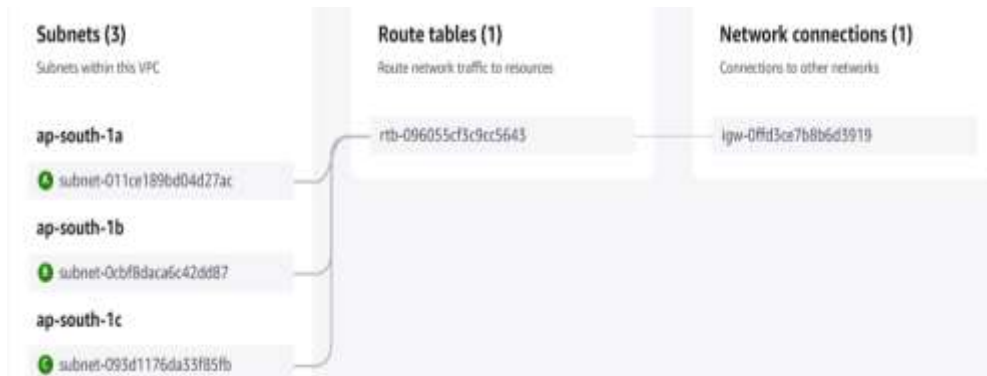 Subnets (3)
Subnets within this VPC
ap-south-1a
A subnet-011ce189bd04d27ac
ap-south-1b
B subnet-0cbf8daca6c42dd87
ap-south-1c
C subnet-093d1176da33f85fb
Route tables (1)
Route network traffic to resources
rtb-096055cf3c9cc5643
Network connections (1)
Connections to other networks
igw-0ffd3ce7b8b6d3919